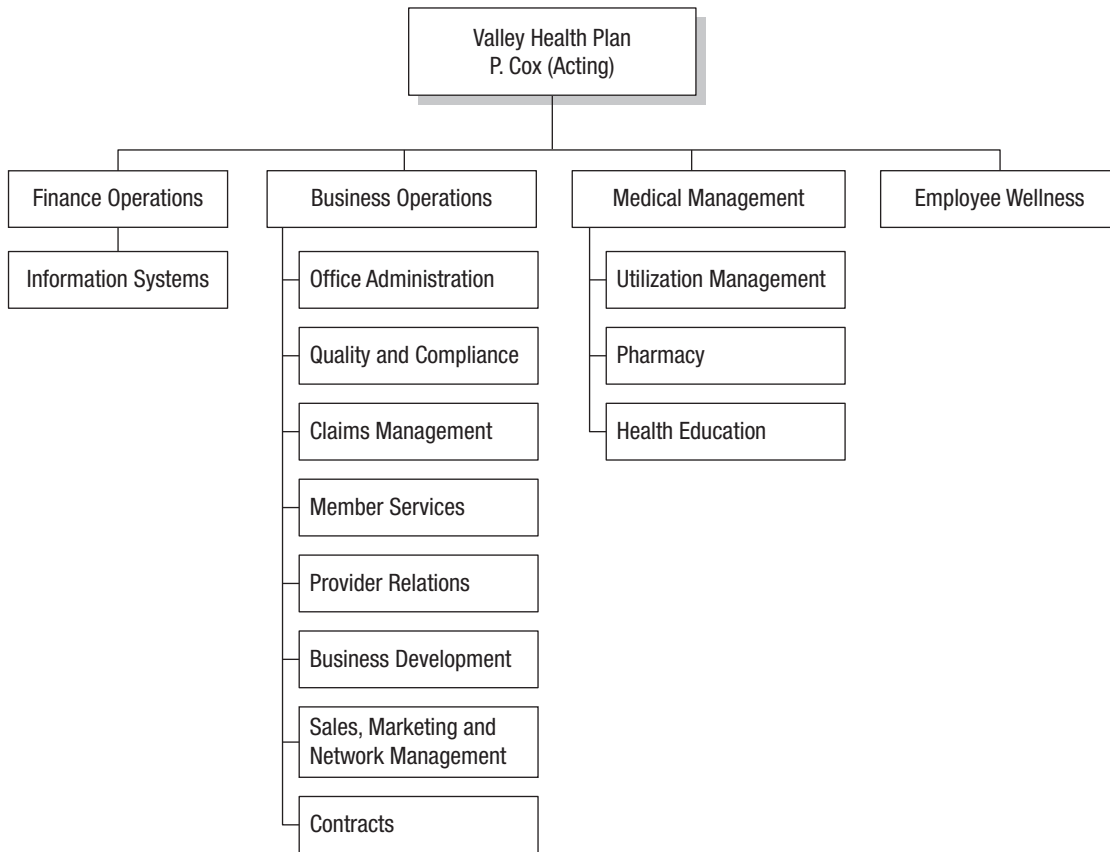 Valley Health Plan
P. Cox (Acting)
Finance Operations
Business Operations
Medical Management
Employee Wellness
Information Systems
Office Administration
Utilization Management
Quality and Compliance
Pharmacy
Claims Management
Health Education
Member Services
Provider Relations
Business Development
Sales, Marketing and
Network Management
Contracts